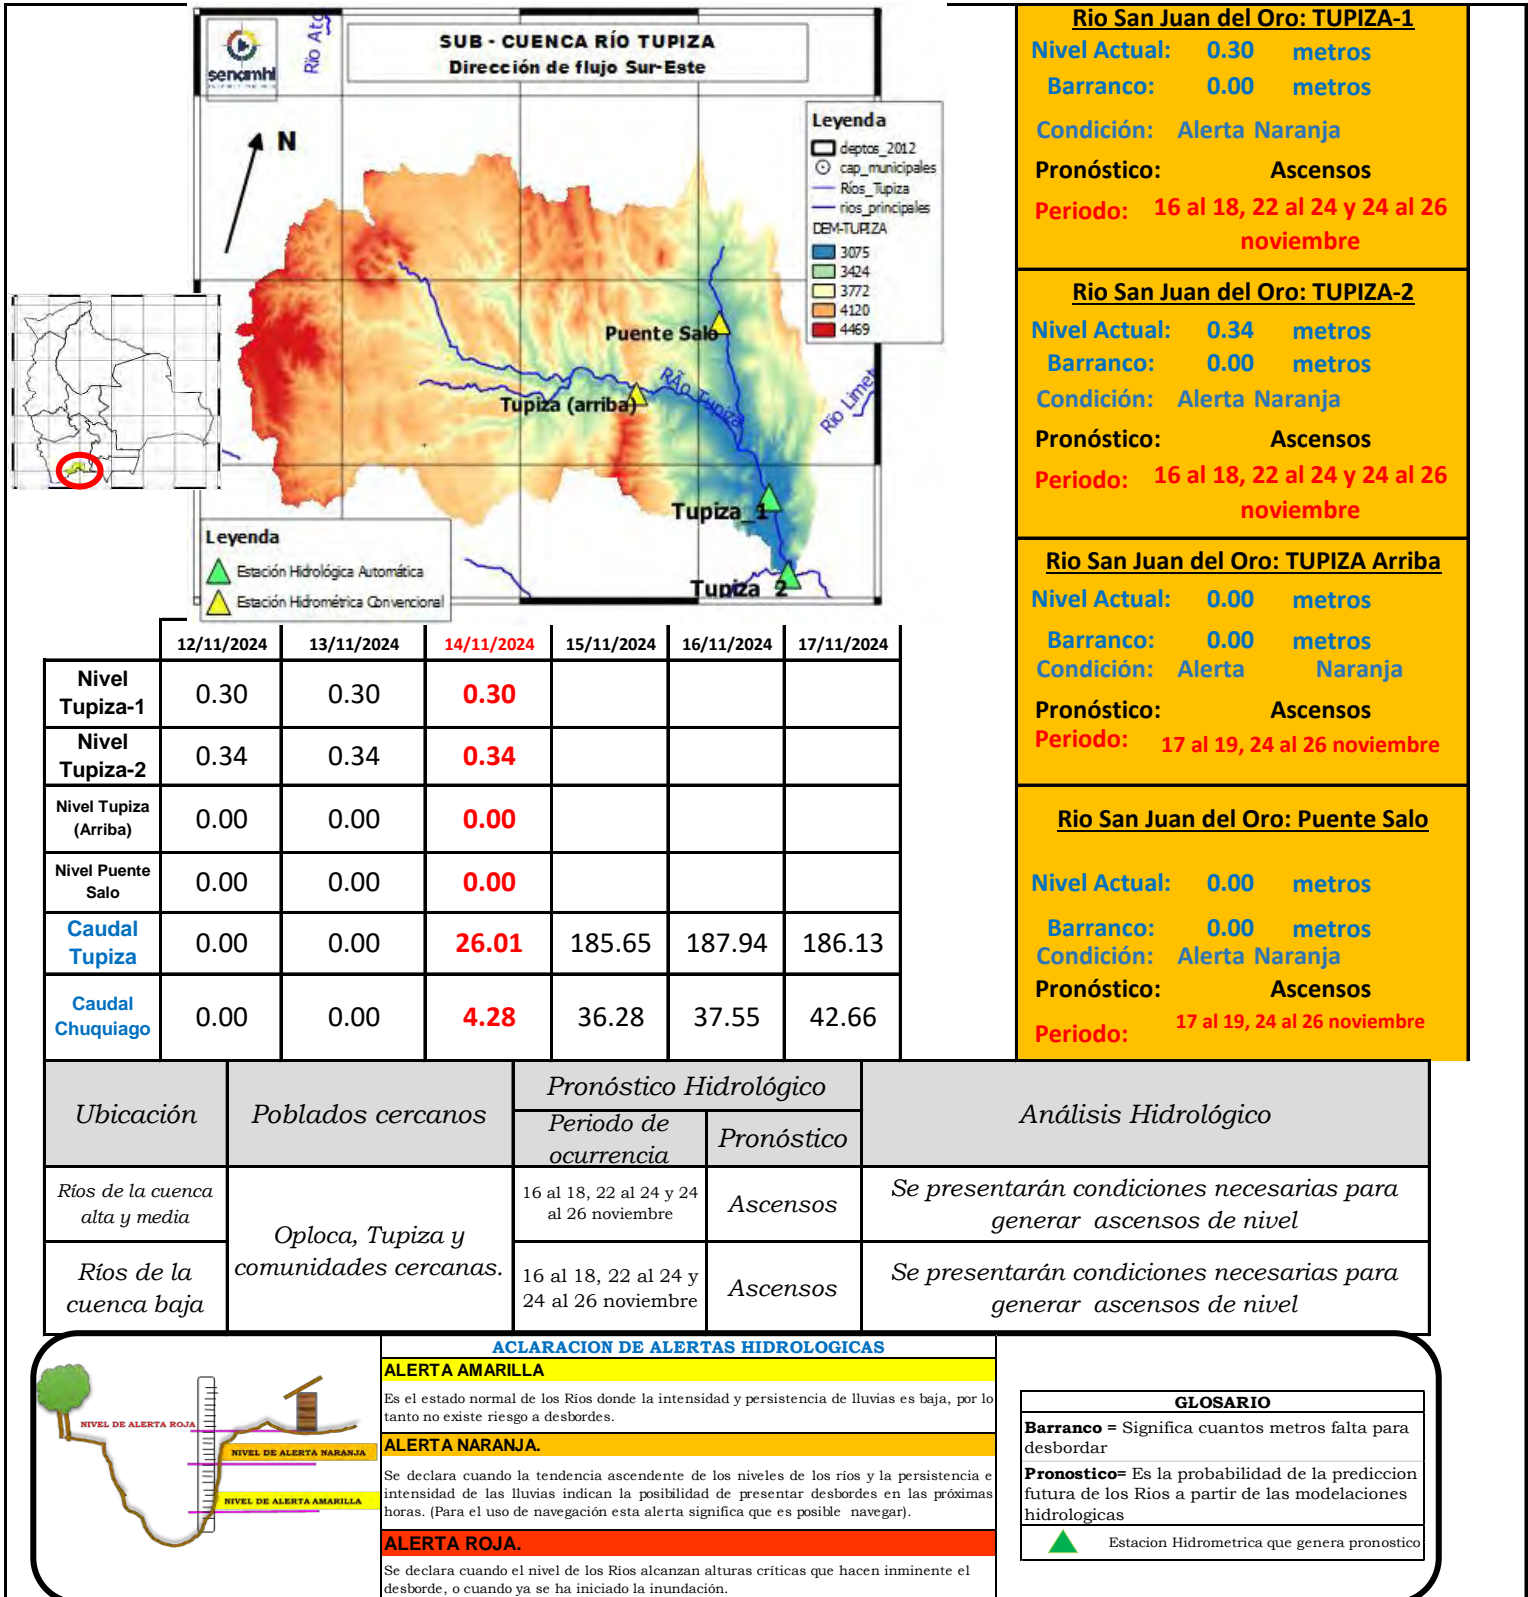 senamhi
Río Ato
SUB - CUENCA RÍO TUPIZA
Dirección de flujo Sur-Este
N
Leyenda
deptos_2012
cap_municipales
Ríos_Tupiza
rios_principales
DEM-TUPIZA
3075
3424
3772
4120
4469
Puente Salo
Tupiza (arriba)
RÃ­o Tupiza
Rio Limet
Tupiza_1
Tupiza_2
Leyenda
Estación Hidrológica Automática
Estación Hidrométrica Convencional
Rio San Juan del Oro: TUPIZA-1
Nivel Actual: 0.30 metros
Barranco: 0.00 metros
Condición: Alerta Naranja
Pronóstico: Ascensos
Periodo: 16 al 18, 22 al 24 y 24 al 26
noviembre
Rio San Juan del Oro: TUPIZA-2
Nivel Actual: 0.34 metros
Barranco: 0.00 metros
Condición: Alerta Naranja
Pronóstico: Ascensos
Periodo: 16 al 18, 22 al 24 y 24 al 26
noviembre
Rio San Juan del Oro: TUPIZA Arriba
Nivel Actual: 0.00 metros
Barranco: 0.00 metros
Condición: Alerta Naranja
Pronóstico: Ascensos
Periodo: 17 al 19, 24 al 26 noviembre
Rio San Juan del Oro: Puente Salo
Nivel Actual: 0.00 metros
Barranco: 0.00 metros
Condición: Alerta Naranja
Pronóstico: Ascensos
Periodo: 17 al 19, 24 al 26 noviembre
12/11/2024 13/11/2024 14/11/2024 15/11/2024 16/11/2024 17/11/2024
Nivel
Tupiza-1 0.30 0.30 0.30
Nivel
Tupiza-2 0.34 0.34 0.34
Nivel Tupiza
(Arriba) 0.00 0.00 0.00
Nivel Puente
Salo 0.00 0.00 0.00
Caudal
Tupiza 0.00 0.00 26.01 185.65 187.94 186.13
Caudal
Chuquiago 0.00 0.00 4.28 36.28 37.55 42.66
Ubicación Poblados cercanos Pronóstico Hidrológico Análisis Hidrológico
Periodo de
ocurrencia Pronóstico
Ríos de la cuenca
alta y media
Oploca, Tupiza y
comunidades cercanas.
16 al 18, 22 al 24 y 24
al 26 noviembre
Ascensos
Se presentarán condiciones necesarias para
generar ascensos de nivel
Ríos de la
cuenca baja
16 al 18, 22 al 24 y
24 al 26 noviembre
Ascensos
Se presentarán condiciones necesarias para
generar ascensos de nivel
NIVEL DE ALERTA ROJA
NIVEL DE ALERTA NARANJA
NIVEL DE ALERTA AMARILLA
ACLARACION DE ALERTAS HIDROLOGICAS
ALERTA AMARILLA
Es el estado normal de los Rios donde la intensidad y persistencia de lluvias es baja, por lo
tanto no existe riesgo a desbordes.
ALERTA NARANJA.
Se declara cuando la tendencia ascendente de los niveles de los ríos y la persistencia e
intensidad de las lluvias indican la posibilidad de presentar desbordes en las próximas
horas. (Para el uso de navegación esta alerta significa que es posible navegar).
ALERTA ROJA.
Se declara cuando el nivel de los Rios alcanzan alturas críticas que hacen inminente el
desborde, o cuando ya se ha iniciado la inundación.
GLOSARIO
Barranco = Significa cuantos metros falta para
desbordar
Pronostico= Es la probabilidad de la prediccion
futura de los Rios a partir de las modelaciones
hidrologicas
Estacion Hidrometrica que genera pronostico